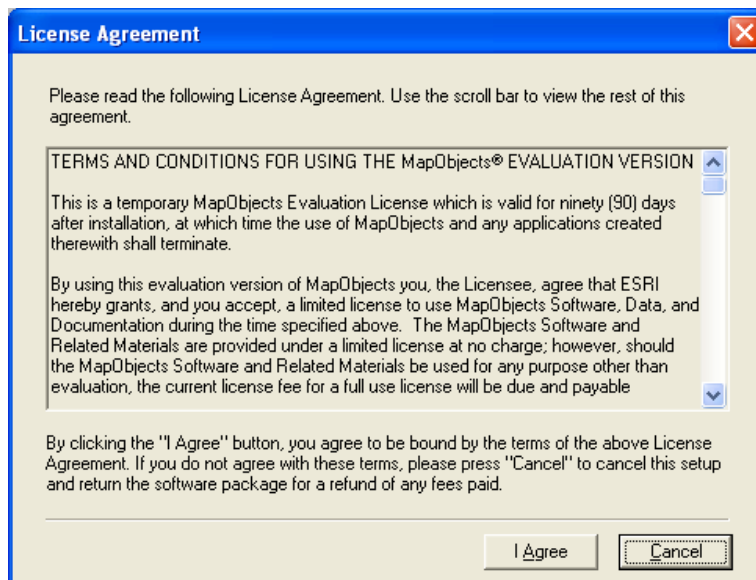 License Agreement
Please read the following License Agreement. Use the scroll bar to view the rest of this
agreement.
TERMS AND CONDITIONS FOR USING THE MapObjects® EVALUATION VERSION
This is a temporary MapObjects Evaluation License which is valid for ninety (90) days
after installation, at which time the use of MapObjects and any applications created
therewith shall terminate.
By using this evaluation version of MapObjects you, the Licensee, agree that ESRI
hereby grants, and you accept, a limited license to use MapObjects Software, Data, and
Documentation during the time specified above.  The MapObjects Software and
Related Materials are provided under a limited license at no charge; however, should
the MapObjects Software and Related Materials be used for any purpose other than
evaluation, the current license fee for a full use license will be due and payable
By clicking the "I Agree" button, you agree to be bound by the terms of the above License
Agreement. If you do not agree with these terms, please press "Cancel" to cancel this setup
and return the software package for a refund of any fees paid.
I Agree
Cancel